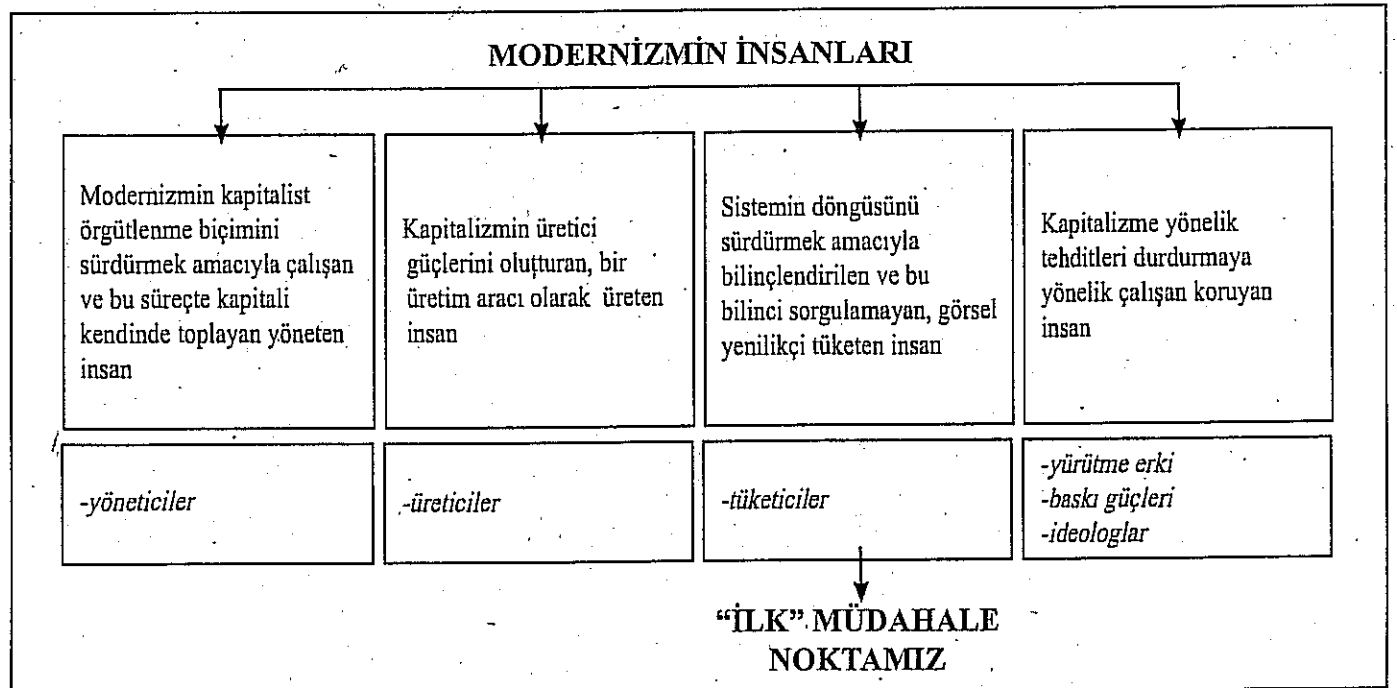 MODERNİZMİN İNSANLARI
Modernizmin kapitalist
örgütlenme biçimini
sürdürmek amacıyla çalışan
ve bu süreçte kapitali
kendinde toplayan yöneten
insan
Kapitalizmin üretici
güçlerini oluşturan, bir
üretim aracı olarak üreten
insan
Sistemin döngüsünü
sürdürmek amacıyla
bilinçlendirilen ve bu
bilinci sorgulamayan, görsel
yenilikçi tüketen insan
Kapitalizme yönelik
tehditleri durdurmaya
yönelik çalışan koruyan
insan
-yöneticiler
-üreticiler
-tüketiciler
-yürütme erki
-baskı güçleri
-ideologlar
“İLK” MÜDAHALE
NOKTAMIZ